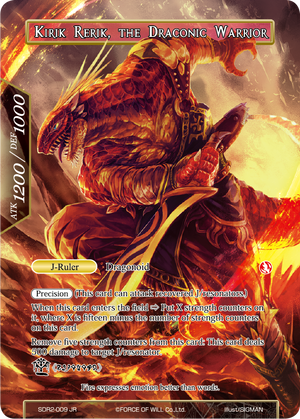 Kirik Rerik, the Draconic Warrior
ATK 1200 / DEF 1000
J-Ruler Dragonoid
Precision (This card can attack recovered J/resonators.)
When this card enters the field ⇨ Put X strength counters on
it, where X is fifteen minus the number of strength counters
on this card.
Remove five strength counters from this card: This card deals
500 damage to target J/resonator.
Fire expresses emotion better than words.
SDR2-009 JR ©FORCE OF WILL Co.,Ltd. illust/SIGMAN